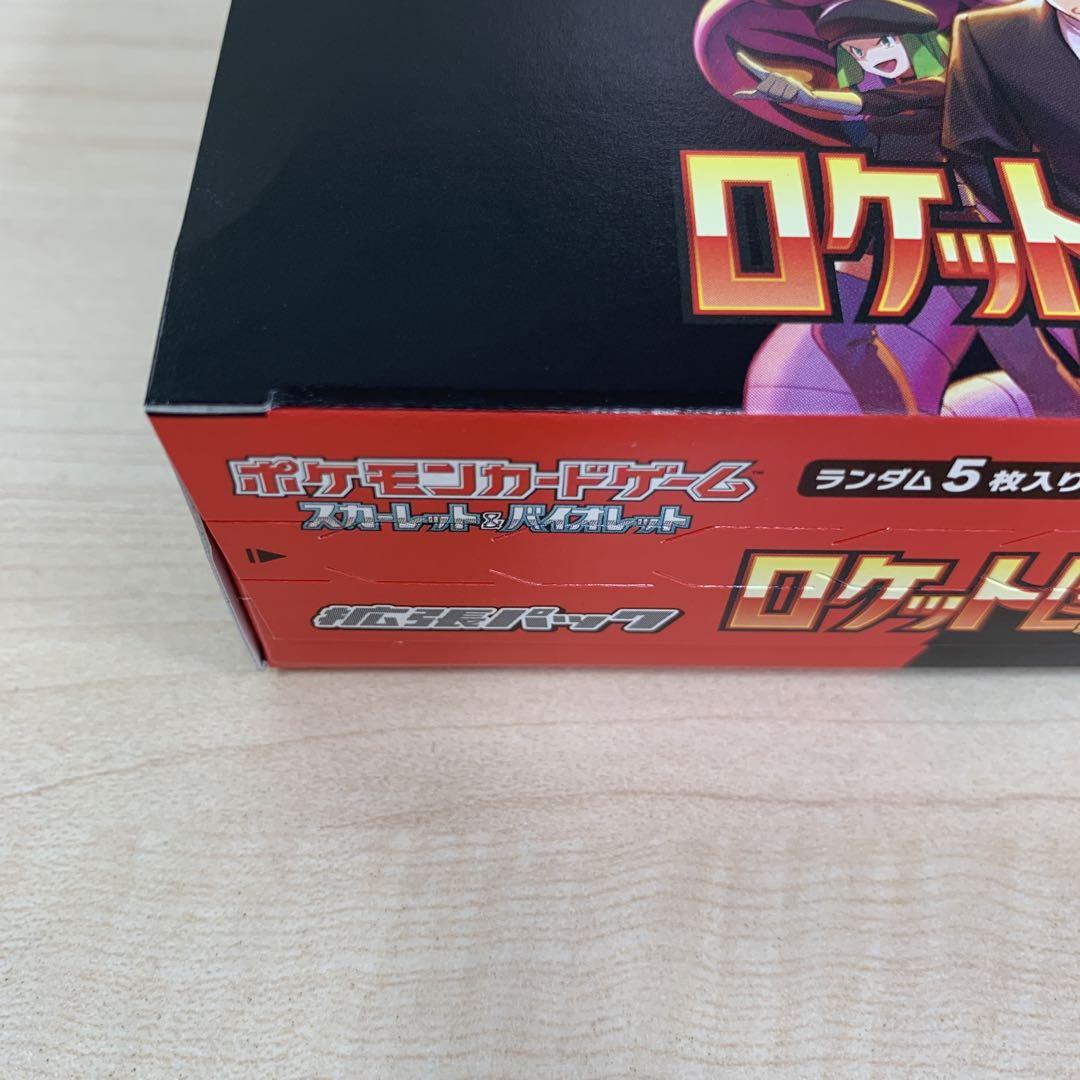 ロケット
ポケモンカードゲーム™
スカーレット&バイオレット
ランダム5枚入り
拡張パック
ロケット